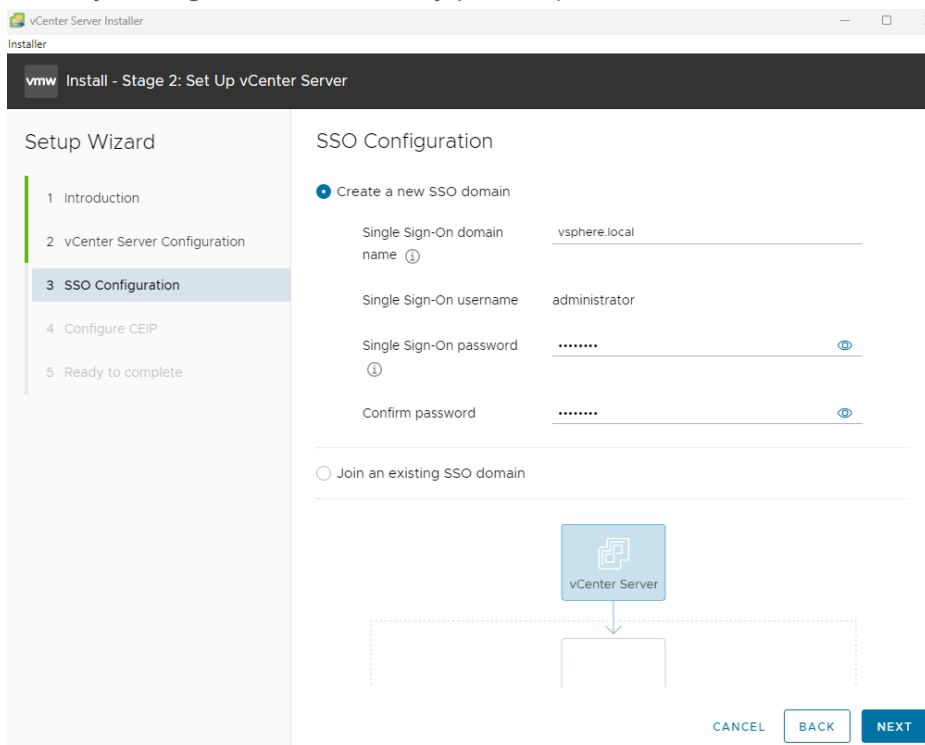 vCenter Server Installer
Installer
vmw Install - Stage 2: Set Up vCenter Server
Setup Wizard
1 Introduction
2 vCenter Server Configuration
3 SSO Configuration
4 Configure CEIP
5 Ready to complete
SSO Configuration
Create a new SSO domain
Single Sign-On domain
name
vsphere.local
Single Sign-On username administrator
Single Sign-On password ••••••••
Confirm password ••••••••
Join an existing SSO domain
vCenter Server
CANCEL BACK NEXT